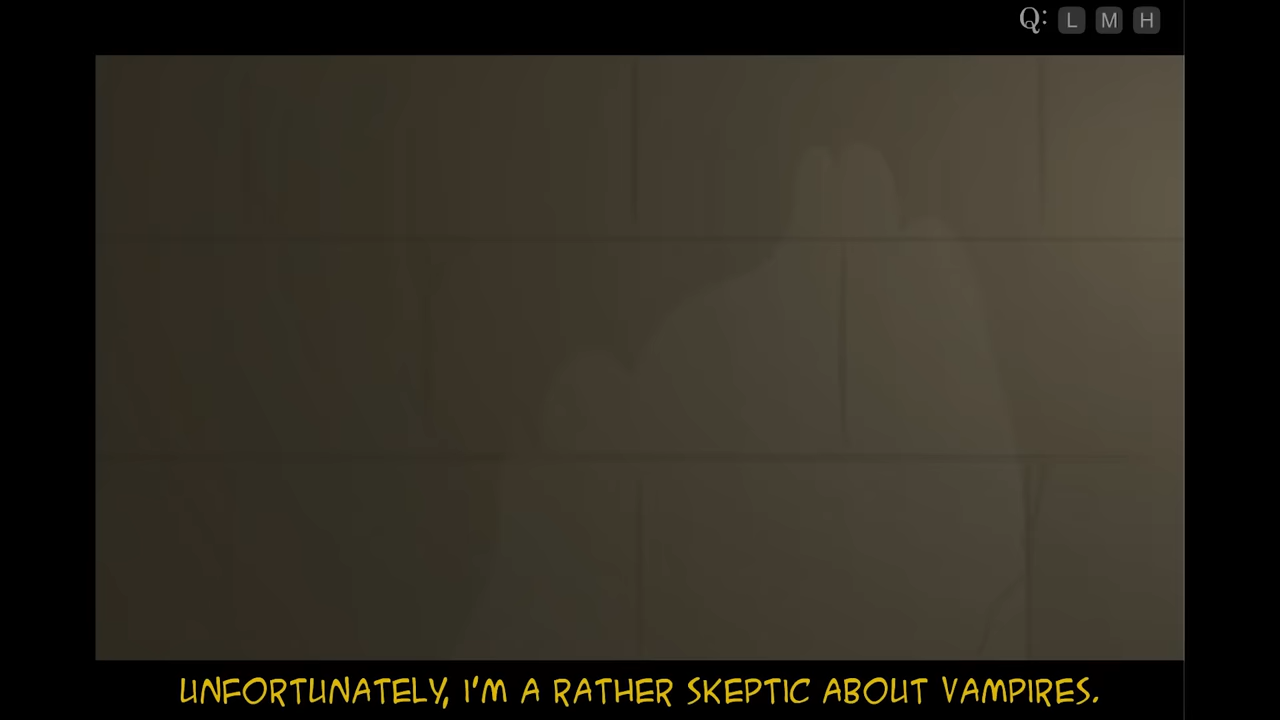 Q: L M H
UNFORTUNATELY, I'M A RATHER SKEPTIC ABOUT VAMPIRES.